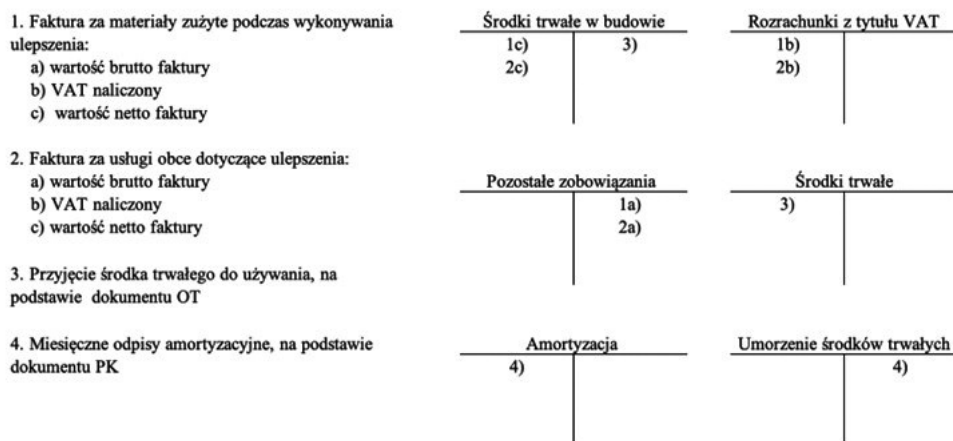 1. Faktura za materiały zużyte podczas wykonywania
ulepszenia:
a) wartość brutto faktury
b) VAT naliczony
c) wartość netto faktury
2. Faktura za usługi obce dotyczące ulepszenia:
a) wartość brutto faktury
b) VAT naliczony
c) wartość netto faktury
3. Przyjęcie środka trwałego do używania, na
podstawie dokumentu OT
4. Miesięczne odpisy amortyzacyjne, na podstawie
dokumentu PK
Środki trwałe w budowie
1c) 3)
2c)
Rozrachunki z tytułu VAT
1b)
2b)
Pozostałe zobowiązania
1a)
2a)
Środki trwałe
3)
Amortyzacja
4)
Umorzenie środków trwałych
4)